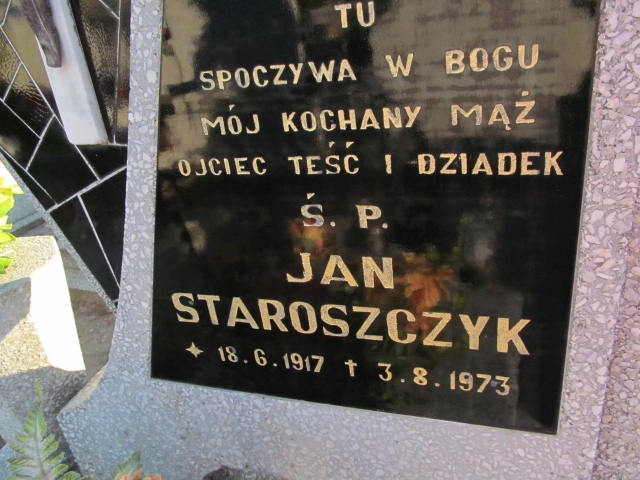 TU
SPOCZYWA W BOGU
MÓJ KOCHANY MĄŻ
OJCIEC TEŚĆ I DZIADEK
Ś. P.
JAN
STAROSZCZYK
✦ 18.6.1917 ✝ 3.8.1973